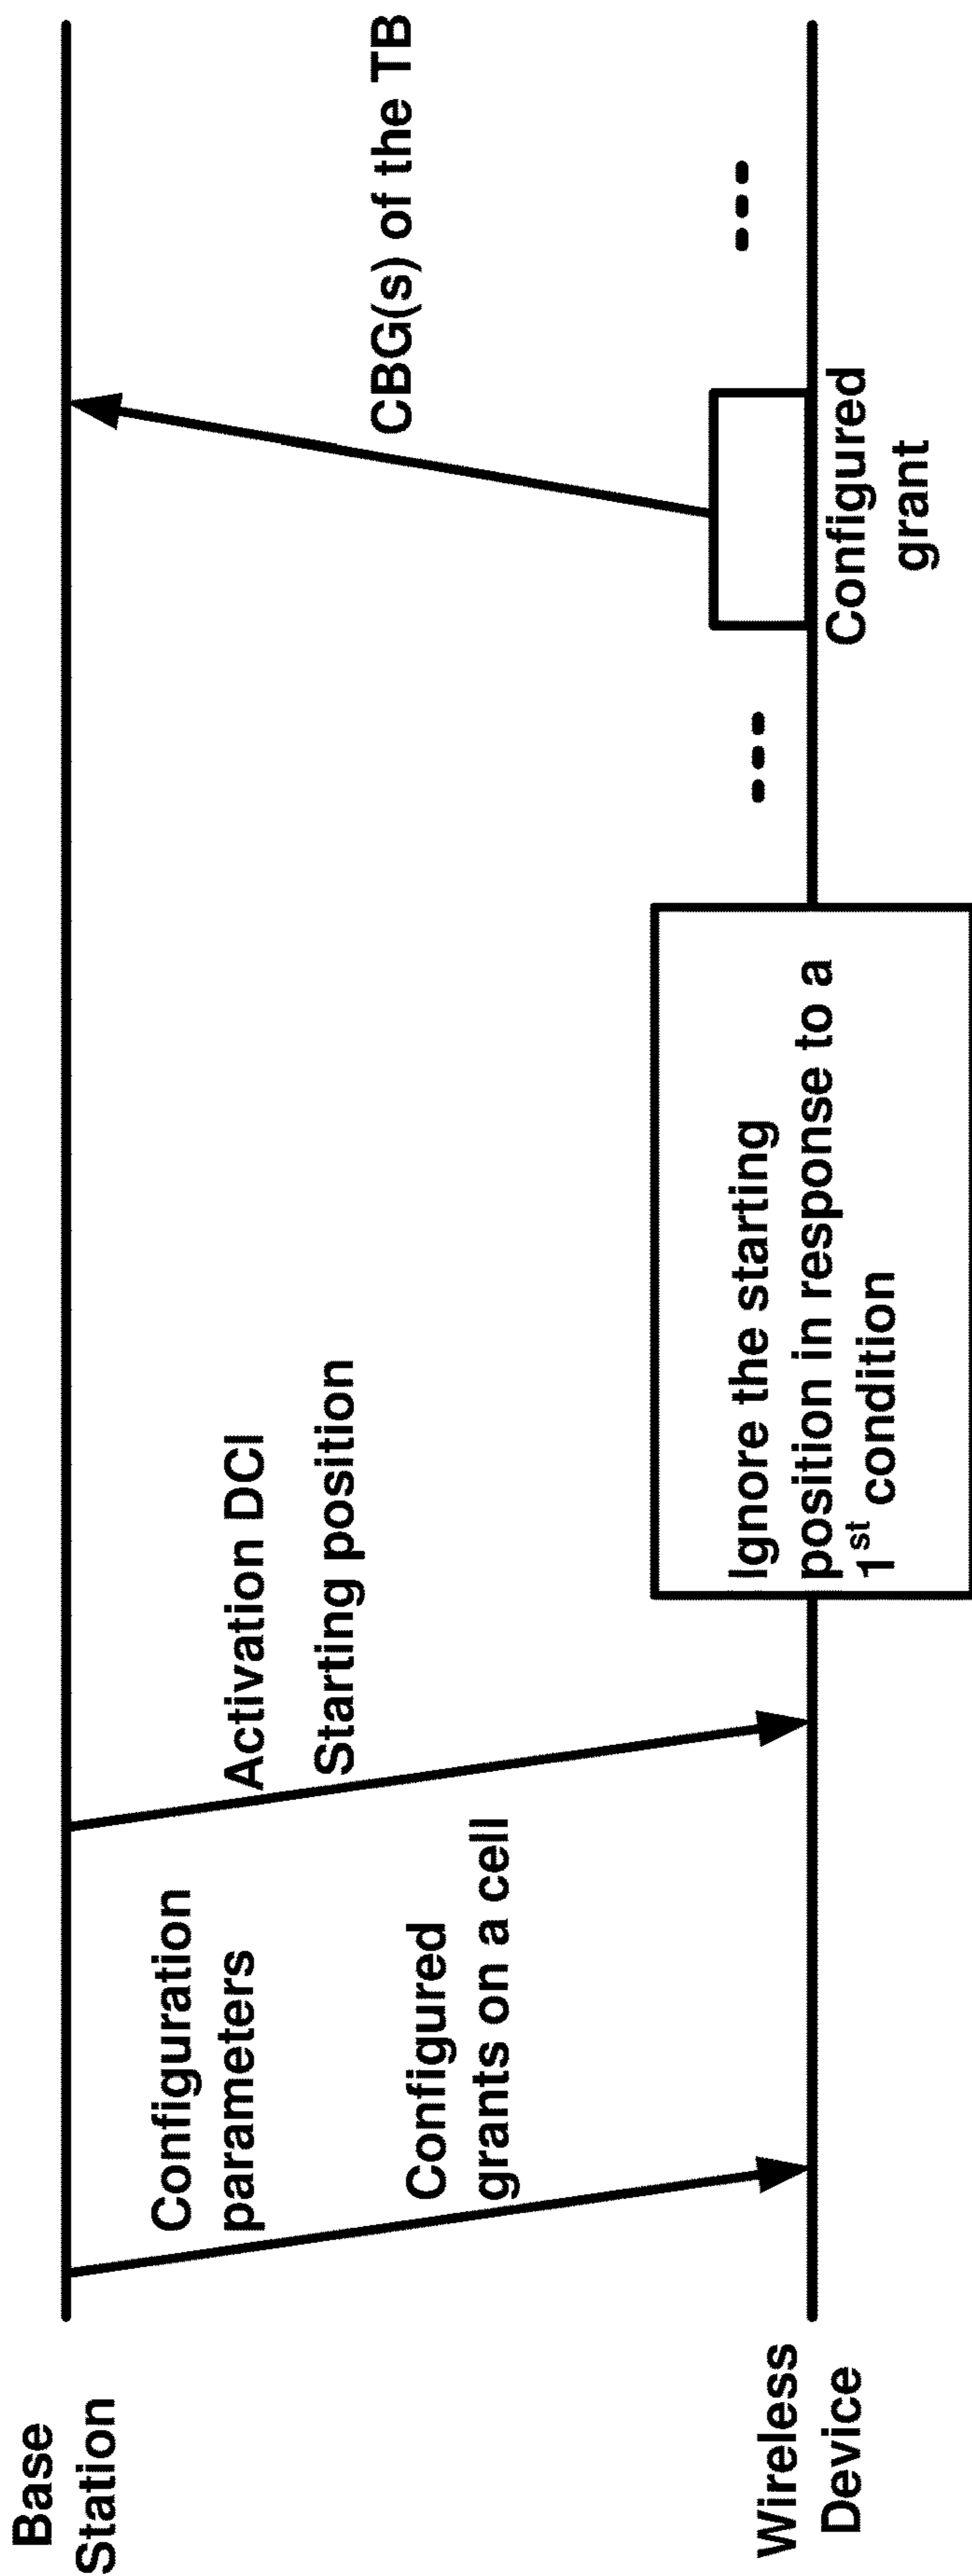 Base
Station
Configuration
parameters
Configured
grants on a cell
Activation DCI
Starting position
CBG(s) of the TB
Wireless
Device
Ignore the starting
position in response to a
1st condition
Configured
grant